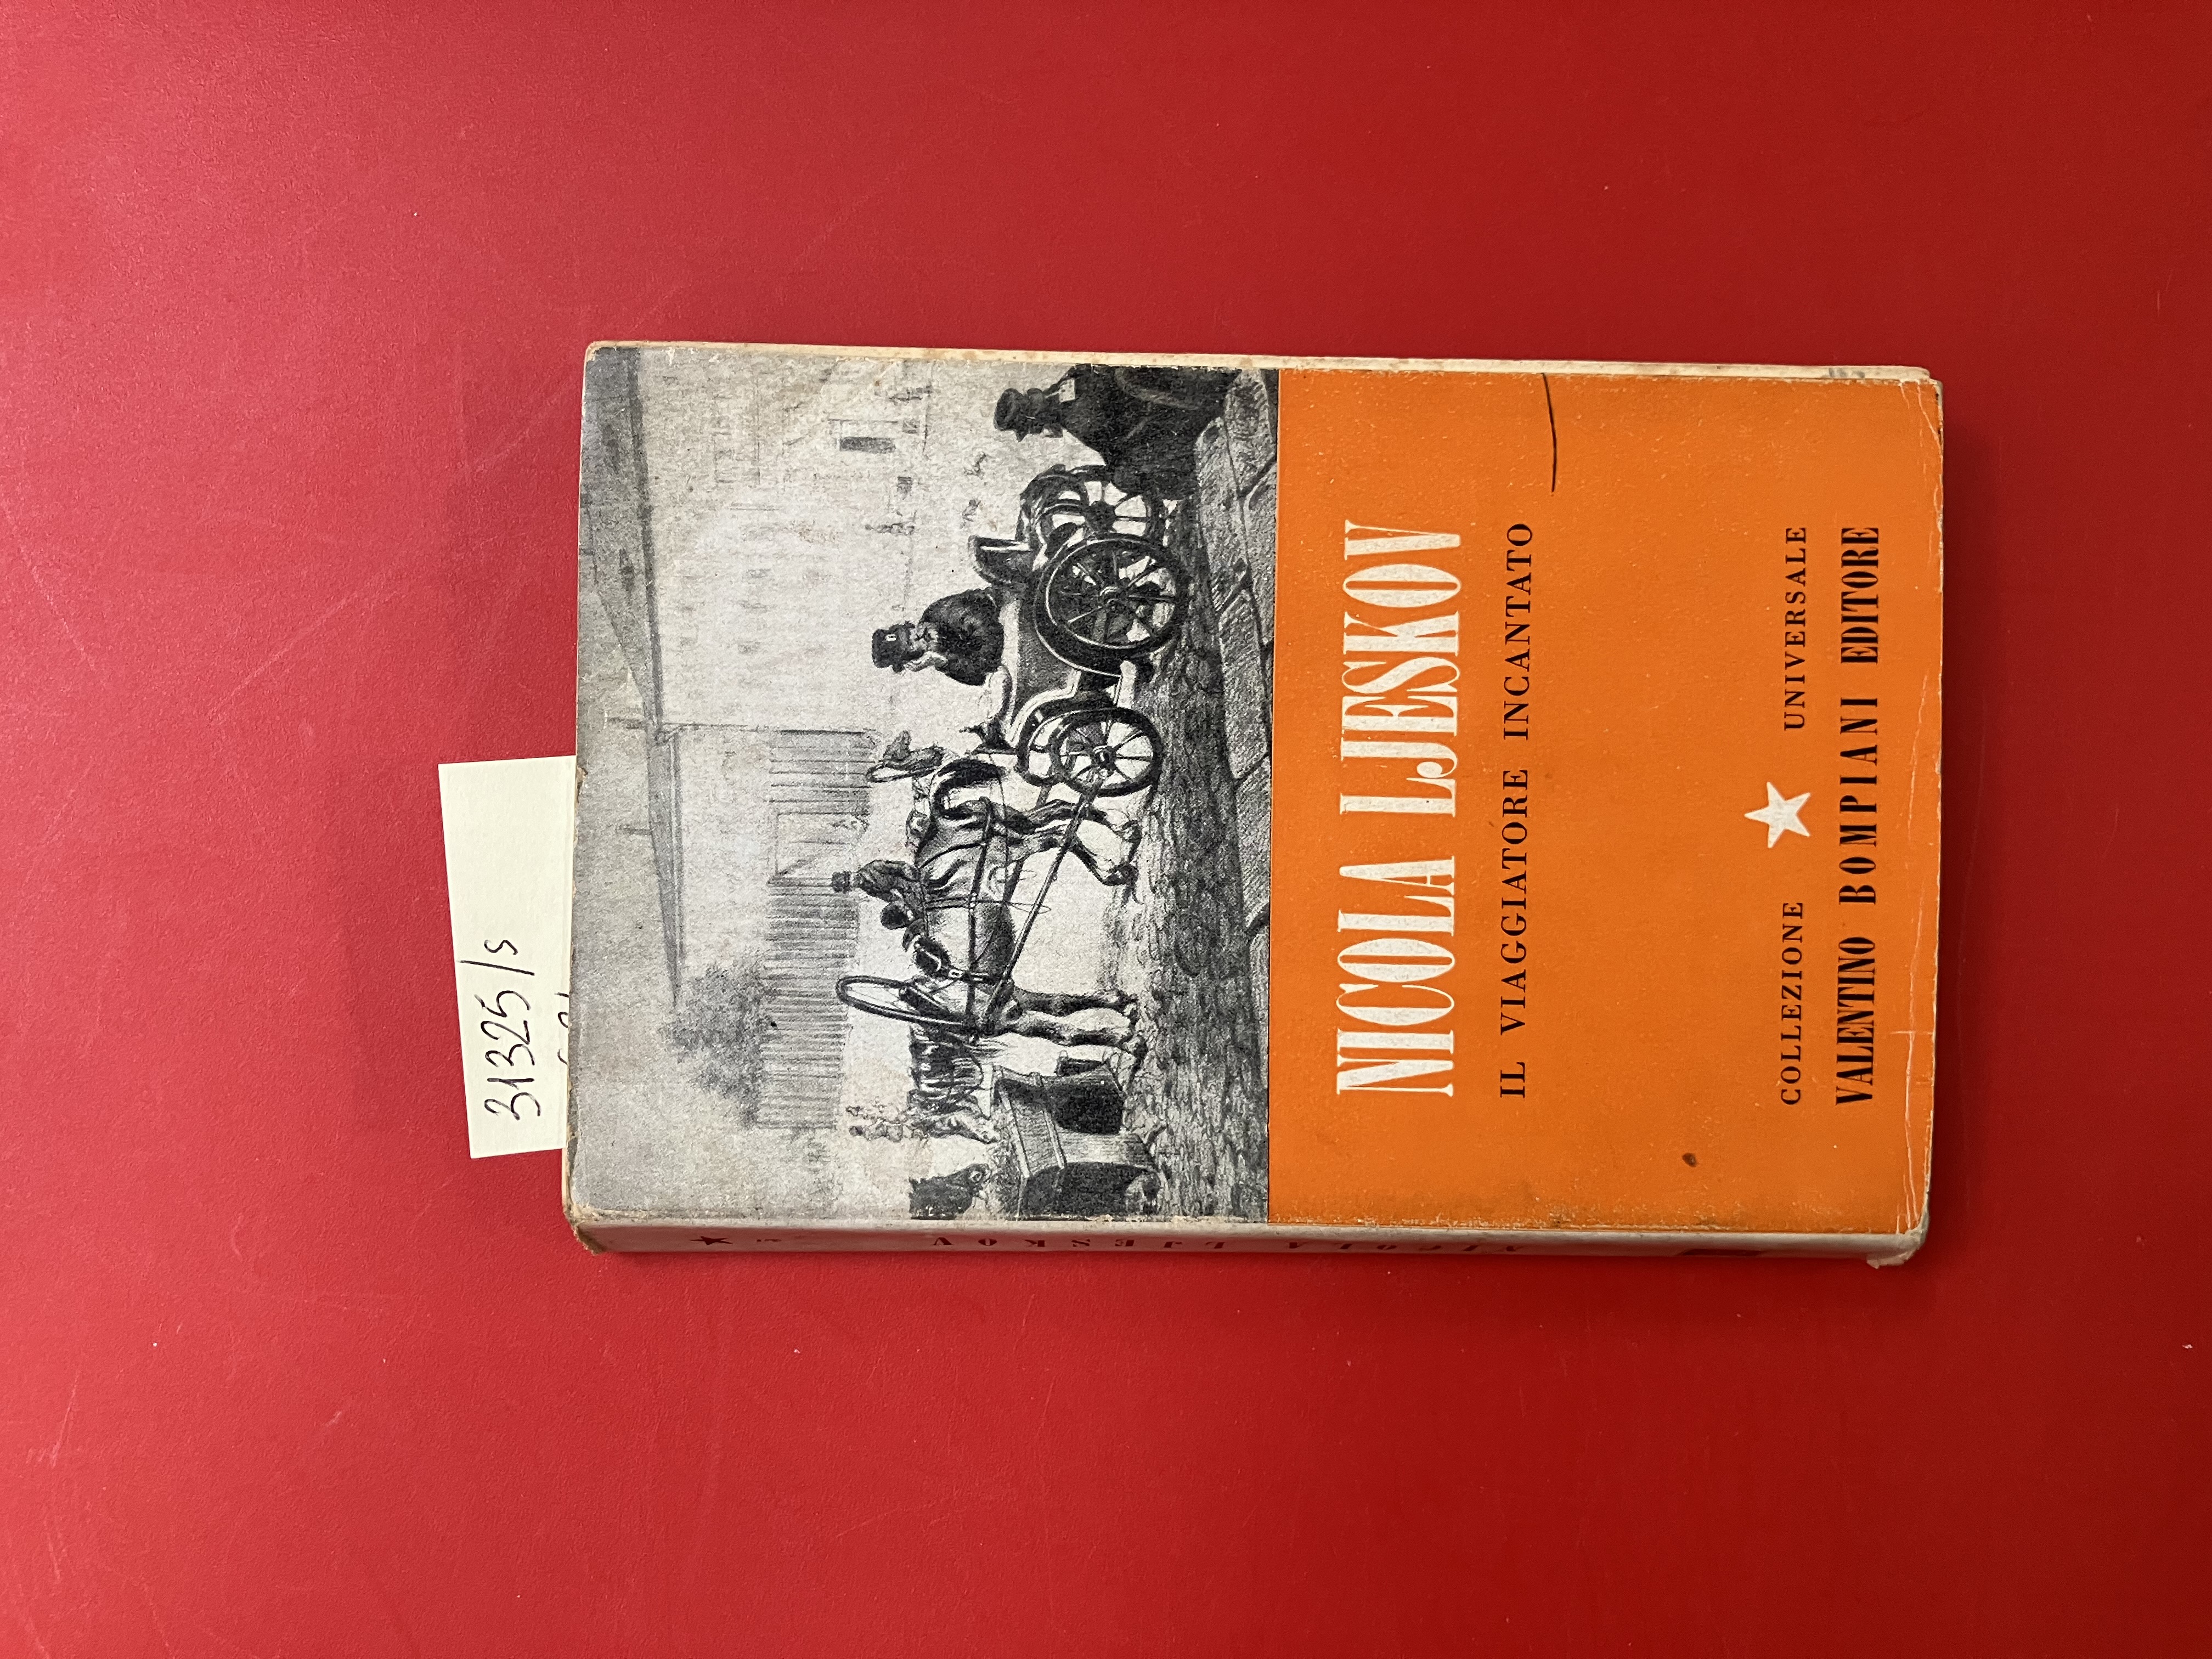 31325/s
NICOLA LJESKOV
IL VIAGGIATORE INCANTATO
COLLEZIONE UNIVERSALE
VALENTINO BOMPIANI EDITORE
NICOLA LJESKOV